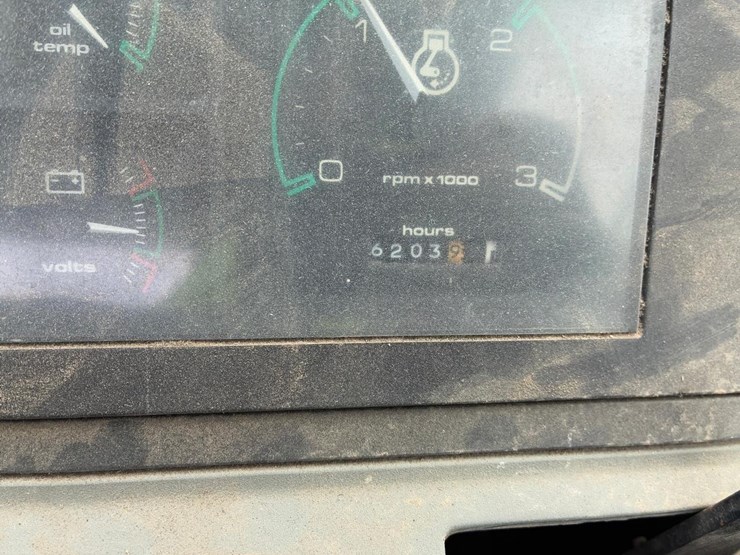 oil
temp
1
2
0
rpm x 1000
3
hours
62039
volts